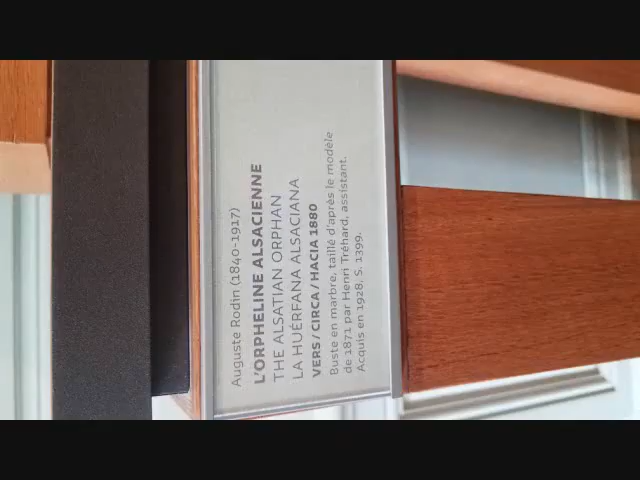 Auguste Rodin (1840-1917)
L'ORPHELINE ALSACIENNE
THE ALSATIAN ORPHAN
LA HUÉRFANA ALSACIANA
VERS / CIRCA / HACIA 1880
Buste en marbre, taillé d'après le modèle
de 1871 par Henri Tréhard, assistant.
Acquis en 1928. S. 1399.